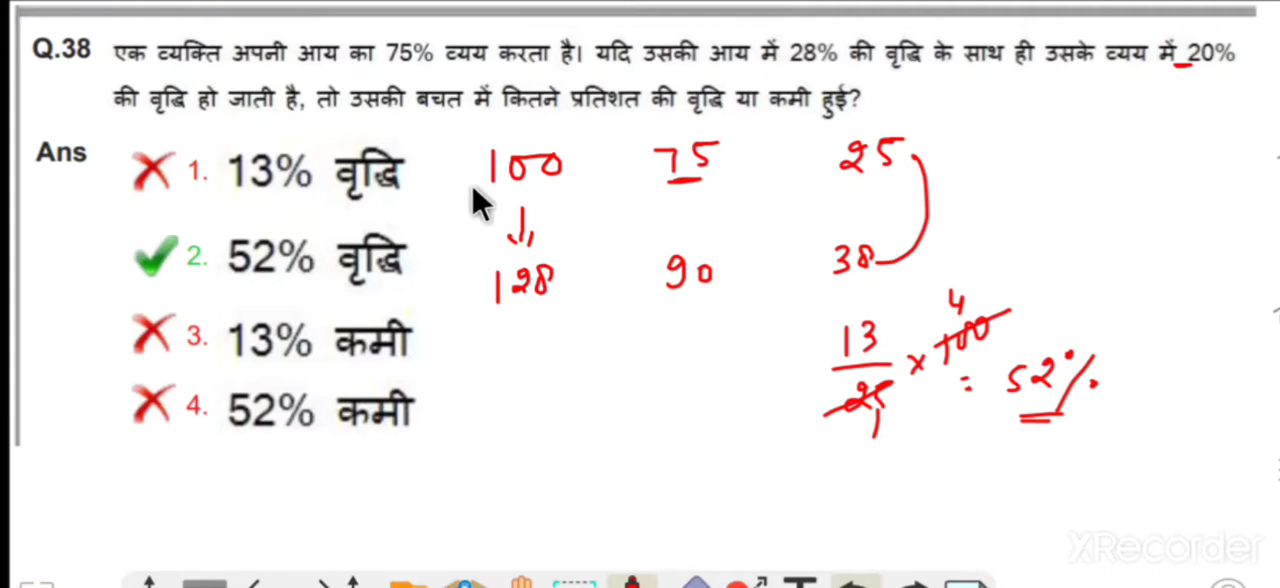 Q.38 एक व्यक्ति अपनी आय का 75% व्यय करता है। यदि उसकी आय में 28% की वृद्धि के साथ ही उसके व्यय में 20%
की वृद्धि हो जाती है, तो उसकी बचत में कितने प्रतिशत की वृद्धि या कमी हुई?
Ans
1. 13% वृद्धि
2. 52% वृद्धि
3. 13% कमी
4. 52% कमी
100 75 25
128 90 38
13/25 × 100 = 52%
4
1
XRecorder